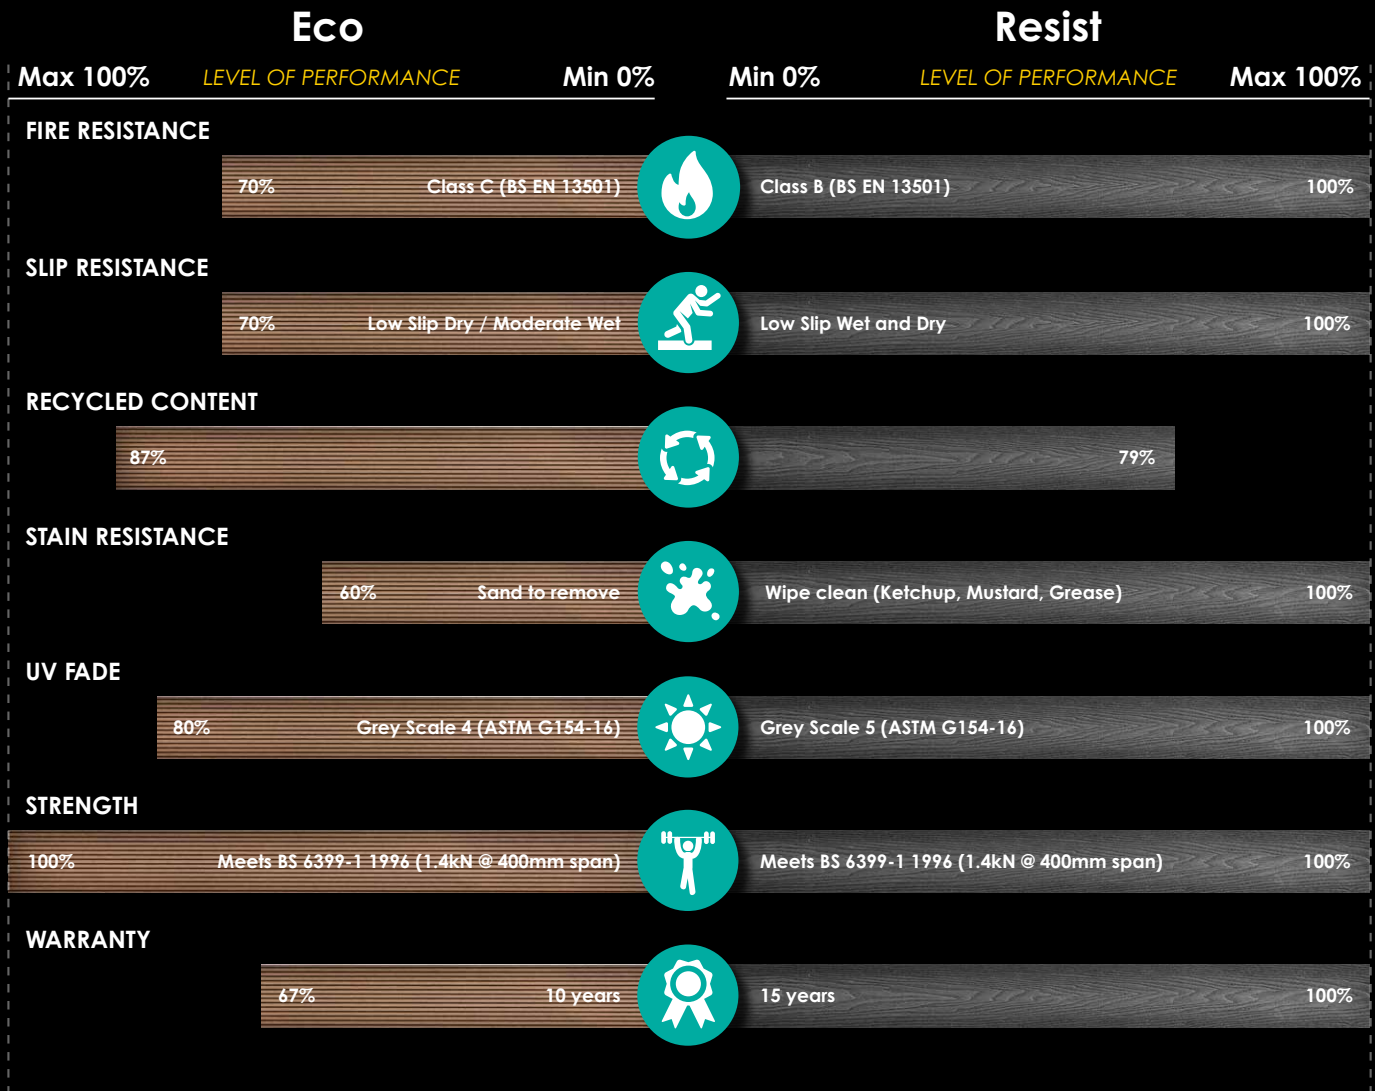 Eco
Resist
Max 100% LEVEL OF PERFORMANCE Min 0%
Min 0% LEVEL OF PERFORMANCE Max 100%
FIRE RESISTANCE
70% Class C (BS EN 13501)
Class B (BS EN 13501) 100%
SLIP RESISTANCE
70% Low Slip Dry / Moderate Wet
Low Slip Wet and Dry 100%
RECYCLED CONTENT
87%
79%
STAIN RESISTANCE
60% Sand to remove
Wipe clean (Ketchup, Mustard, Grease) 100%
UV FADE
80% Grey Scale 4 (ASTM G154-16)
Grey Scale 5 (ASTM G154-16) 100%
STRENGTH
100% Meets BS 6399-1 1996 (1.4kN @ 400mm span)
Meets BS 6399-1 1996 (1.4kN @ 400mm span) 100%
WARRANTY
67% 10 years
15 years 100%